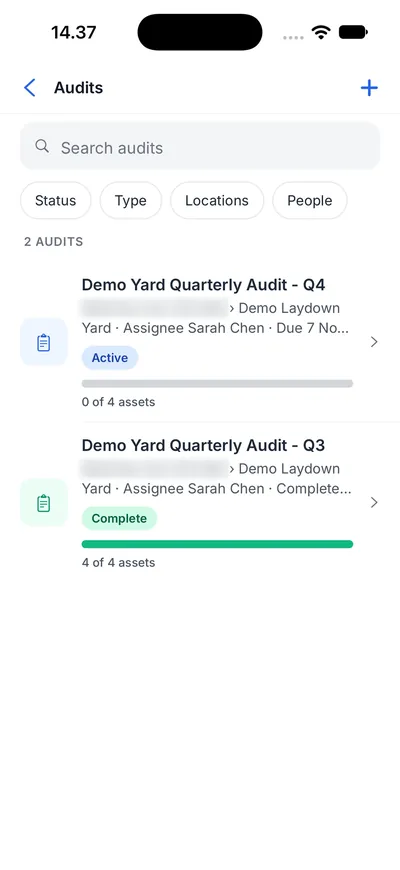 14.37
Audits
Search audits
Status
Type
Locations
People
2 AUDITS
Demo Yard Quarterly Audit - Q4
› Demo Laydown
Yard · Assignee Sarah Chen · Due 7 No...
Active
0 of 4 assets
Demo Yard Quarterly Audit - Q3
› Demo Laydown
Yard · Assignee Sarah Chen · Complete...
Complete
4 of 4 assets